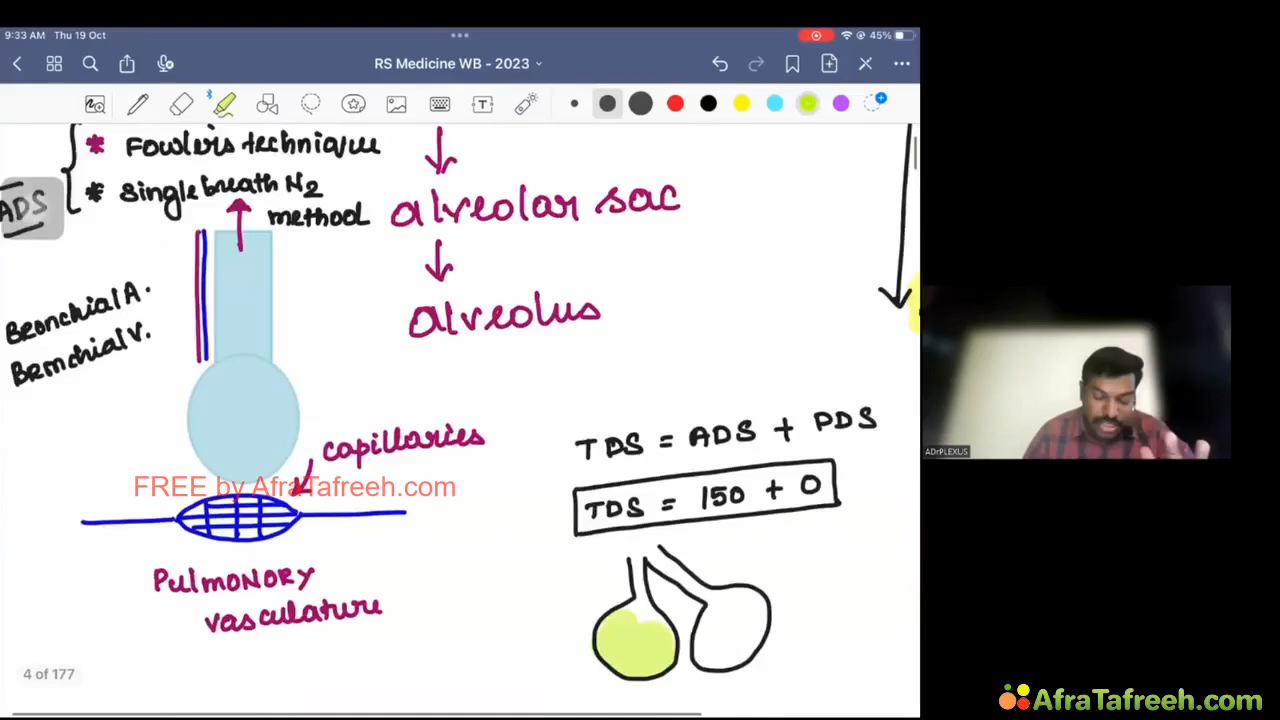 9:33 AM Thu 19 Oct
45%
RS Medicine WB - 2023
* Fowler's technique
ADS
* Single breath N2
method
alveolar sac
alveolus
Bronchial A.
Bronchial V.
capillaries
FREE by AfraTafreeh.com
Pulmonory
vasculature
TDS = ADS + PDS
TDS = 150 + 0
4 of 177
ADrPLEXUS
AfraTafreeh.com